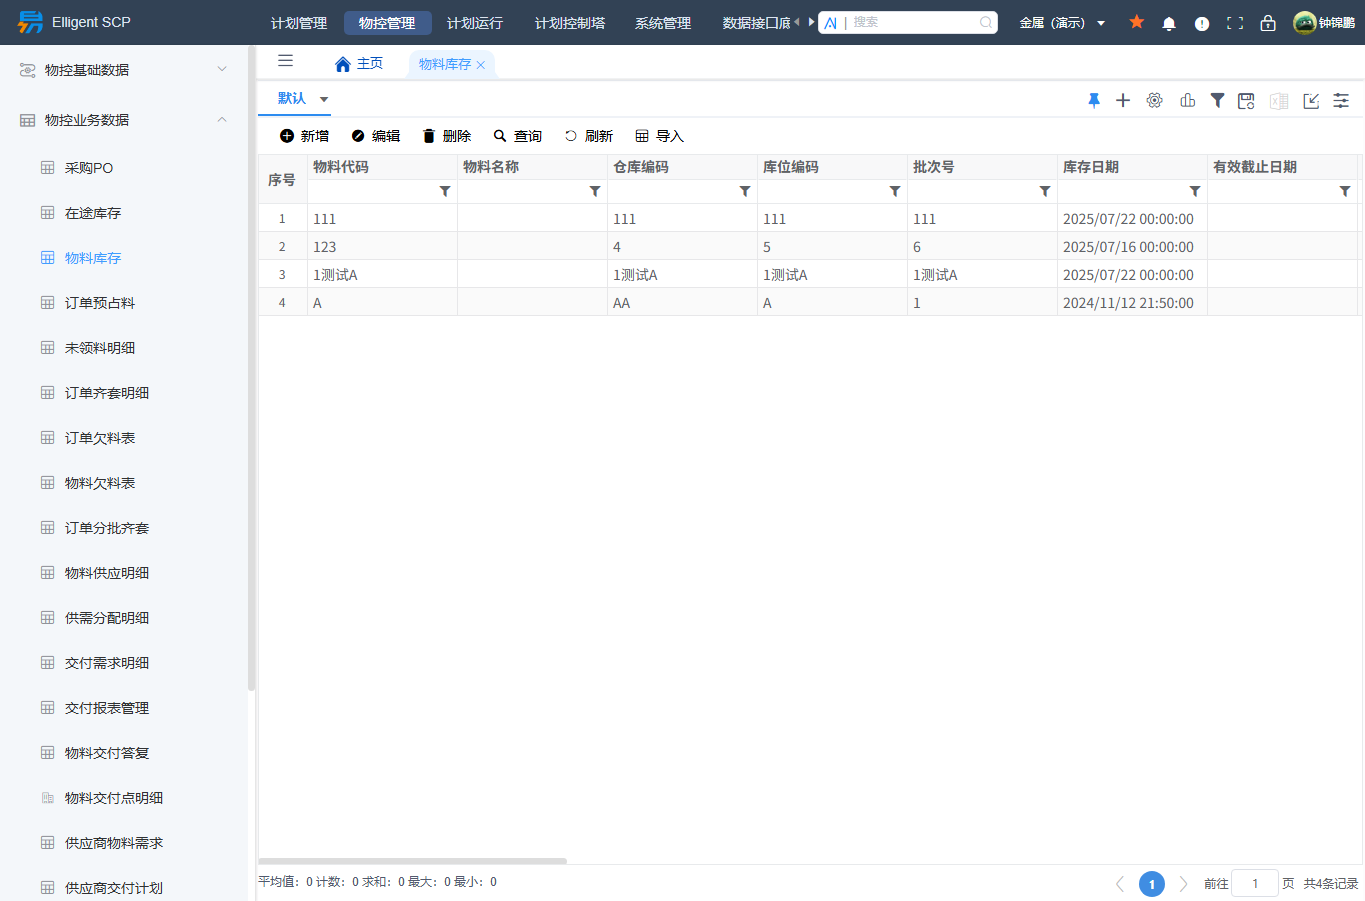 Elligent SCP 计划管理 物控管理 计划运行 计划控制塔 系统管理 数据接口 AI | 搜索 金属（演示） 钟锦鹏
物控基础数据
物控业务数据
采购PO
在途库存
物料库存
订单预占料
未领料明细
订单齐套明细
订单欠料表
物料欠料表
订单分批齐套
物料供应明细
供需分配明细
交付需求明细
交付报表管理
物料交付答复
物料交付点明细
供应商物料需求
供应商交付计划
主页 物料库存
默认
新增 编辑 删除 查询 刷新 导入
序号 物料代码 物料名称 仓库编码 库位编码 批次号 库存日期 有效截止日期
1 111 111 111 111 2025/07/22 00:00:00
2 123 4 5 6 2025/07/16 00:00:00
3 1测试A 1测试A 1测试A 1测试A 2025/07/22 00:00:00
4 A AA A 1 2024/11/12 21:50:00
平均值：0 计数：0 求和：0 最大：0 最小：0
1 前往 1 页 共4条记录